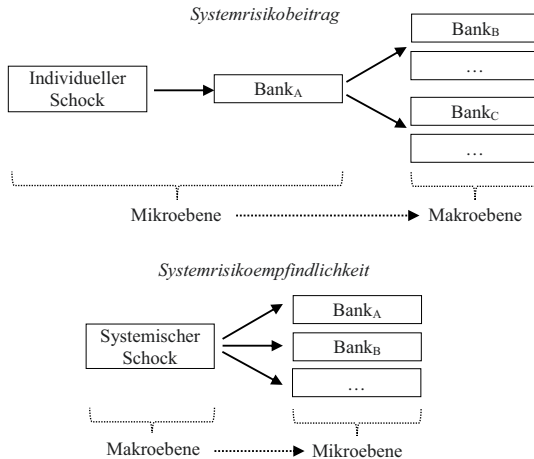 Systemrisikobeitrag
Individueller
Schock
Bank_A
Bank_B
…
Bank_C
…
Mikroebene
Makroebene
Systemrisikoempfindlichkeit
Systemischer
Schock
Bank_A
Bank_B
…
Makroebene
Mikroebene